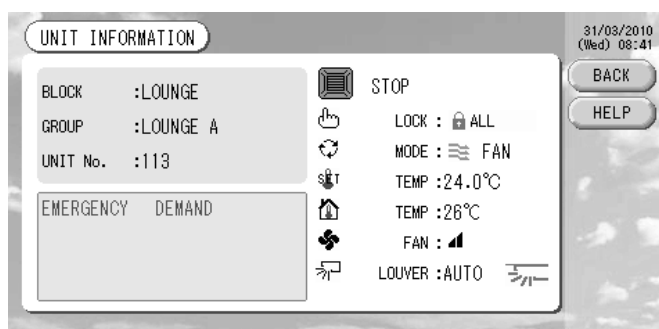 UNIT INFORMATION
31/03/2010
(Wed) 08:41
BACK
HELP
BLOCK :LOUNGE
GROUP :LOUNGE A
UNIT No. :113
EMERGENCY DEMAND
STOP
LOCK : ALL
MODE : FAN
SET TEMP :24.0°C
TEMP :26°C
FAN :
LOUVER :AUTO